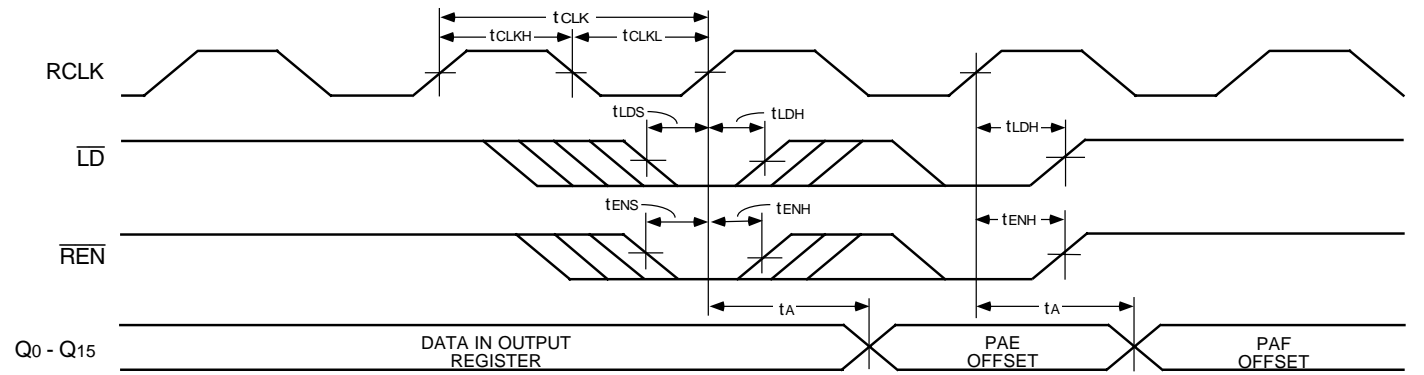 tCLK
tCLKH
tCLKL
RCLK
tLDS
tLDH
tLDH
LD
tENS
tENH
tENH
REN
tA
tA
Q0 - Q15
DATA IN OUTPUT
REGISTER
PAE
OFFSET
PAF
OFFSET